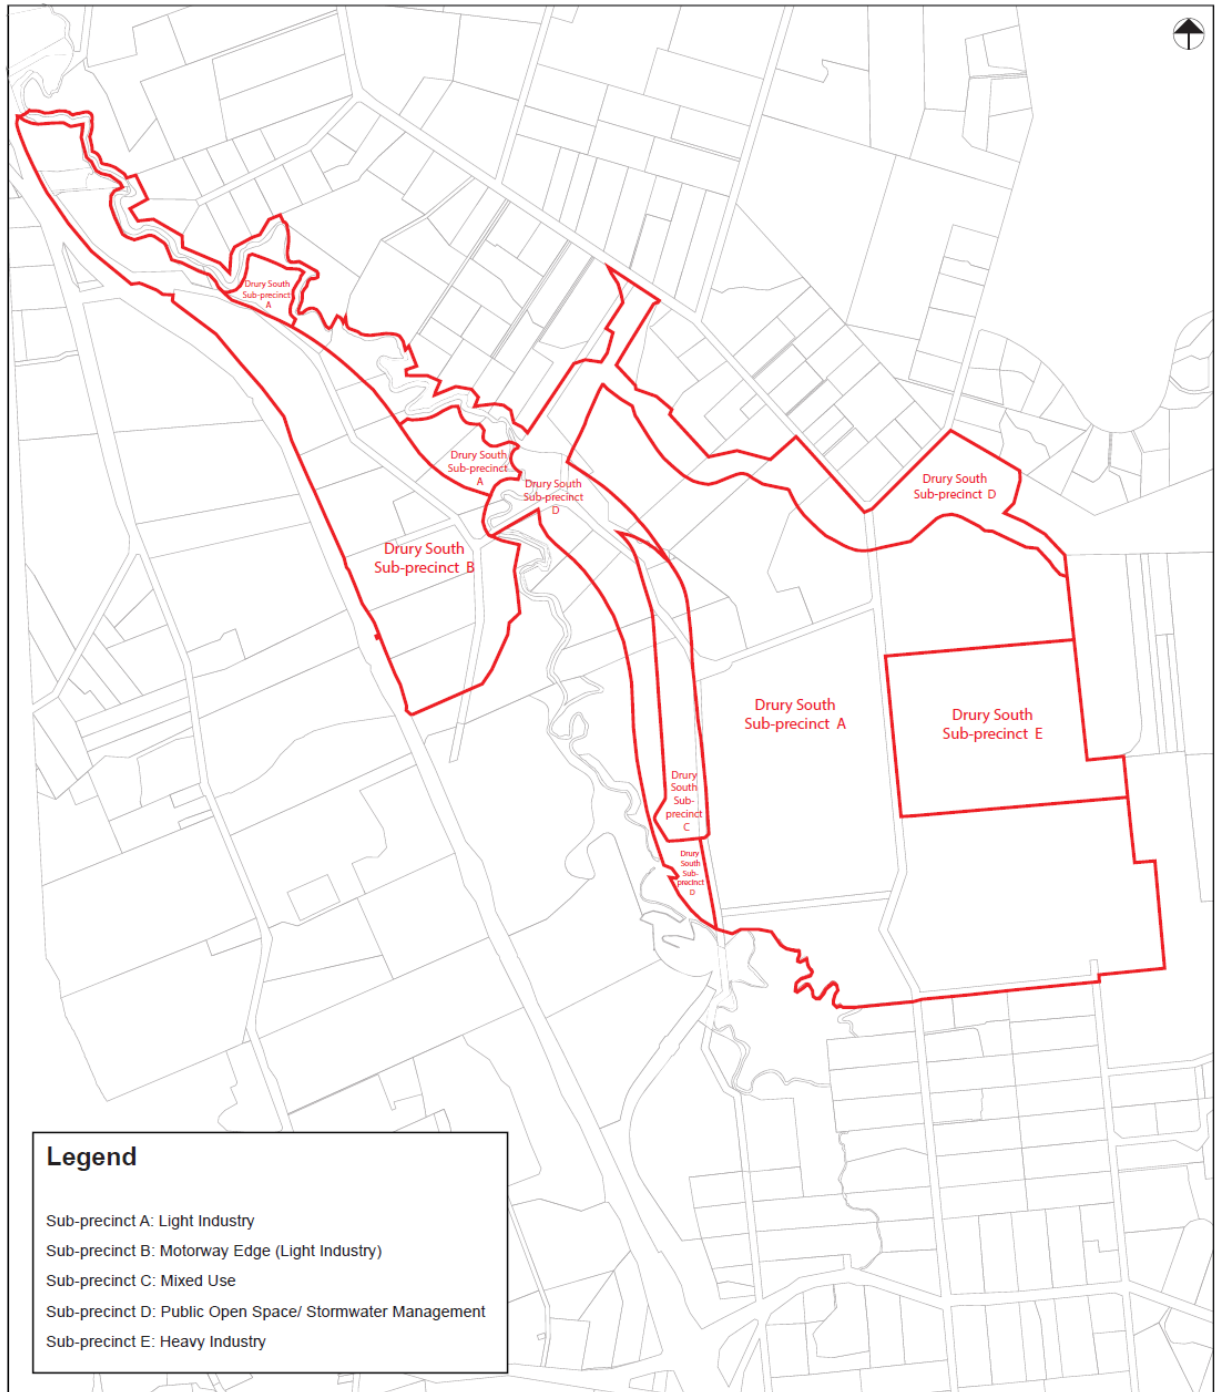 Drury South
Sub-precinct
A
Drury South
Sub-precinct
A
Drury South
Sub-precinct
D
Drury South
Sub-precinct D
Drury South
Sub-precinct B
Drury South
Sub-precinct A
Drury South
Sub-precinct E
Drury
South
Sub-
precinct
C
Drury
South
Sub-
precinct
D
Legend
Sub-precinct A: Light Industry
Sub-precinct B: Motorway Edge (Light Industry)
Sub-precinct C: Mixed Use
Sub-precinct D: Public Open Space/ Stormwater Management
Sub-precinct E: Heavy Industry